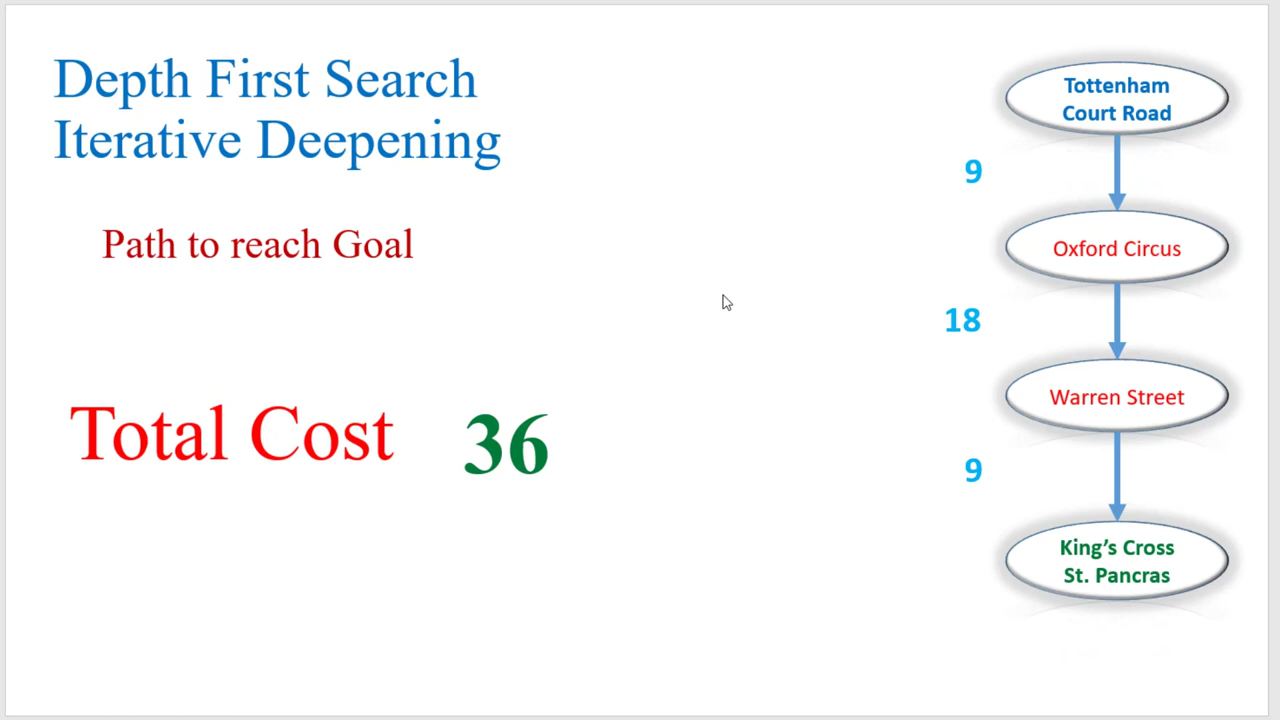 Depth First Search
Iterative Deepening
Path to reach Goal
Total Cost 36
Tottenham
Court Road
9
Oxford Circus
18
Warren Street
9
King’s Cross
St. Pancras